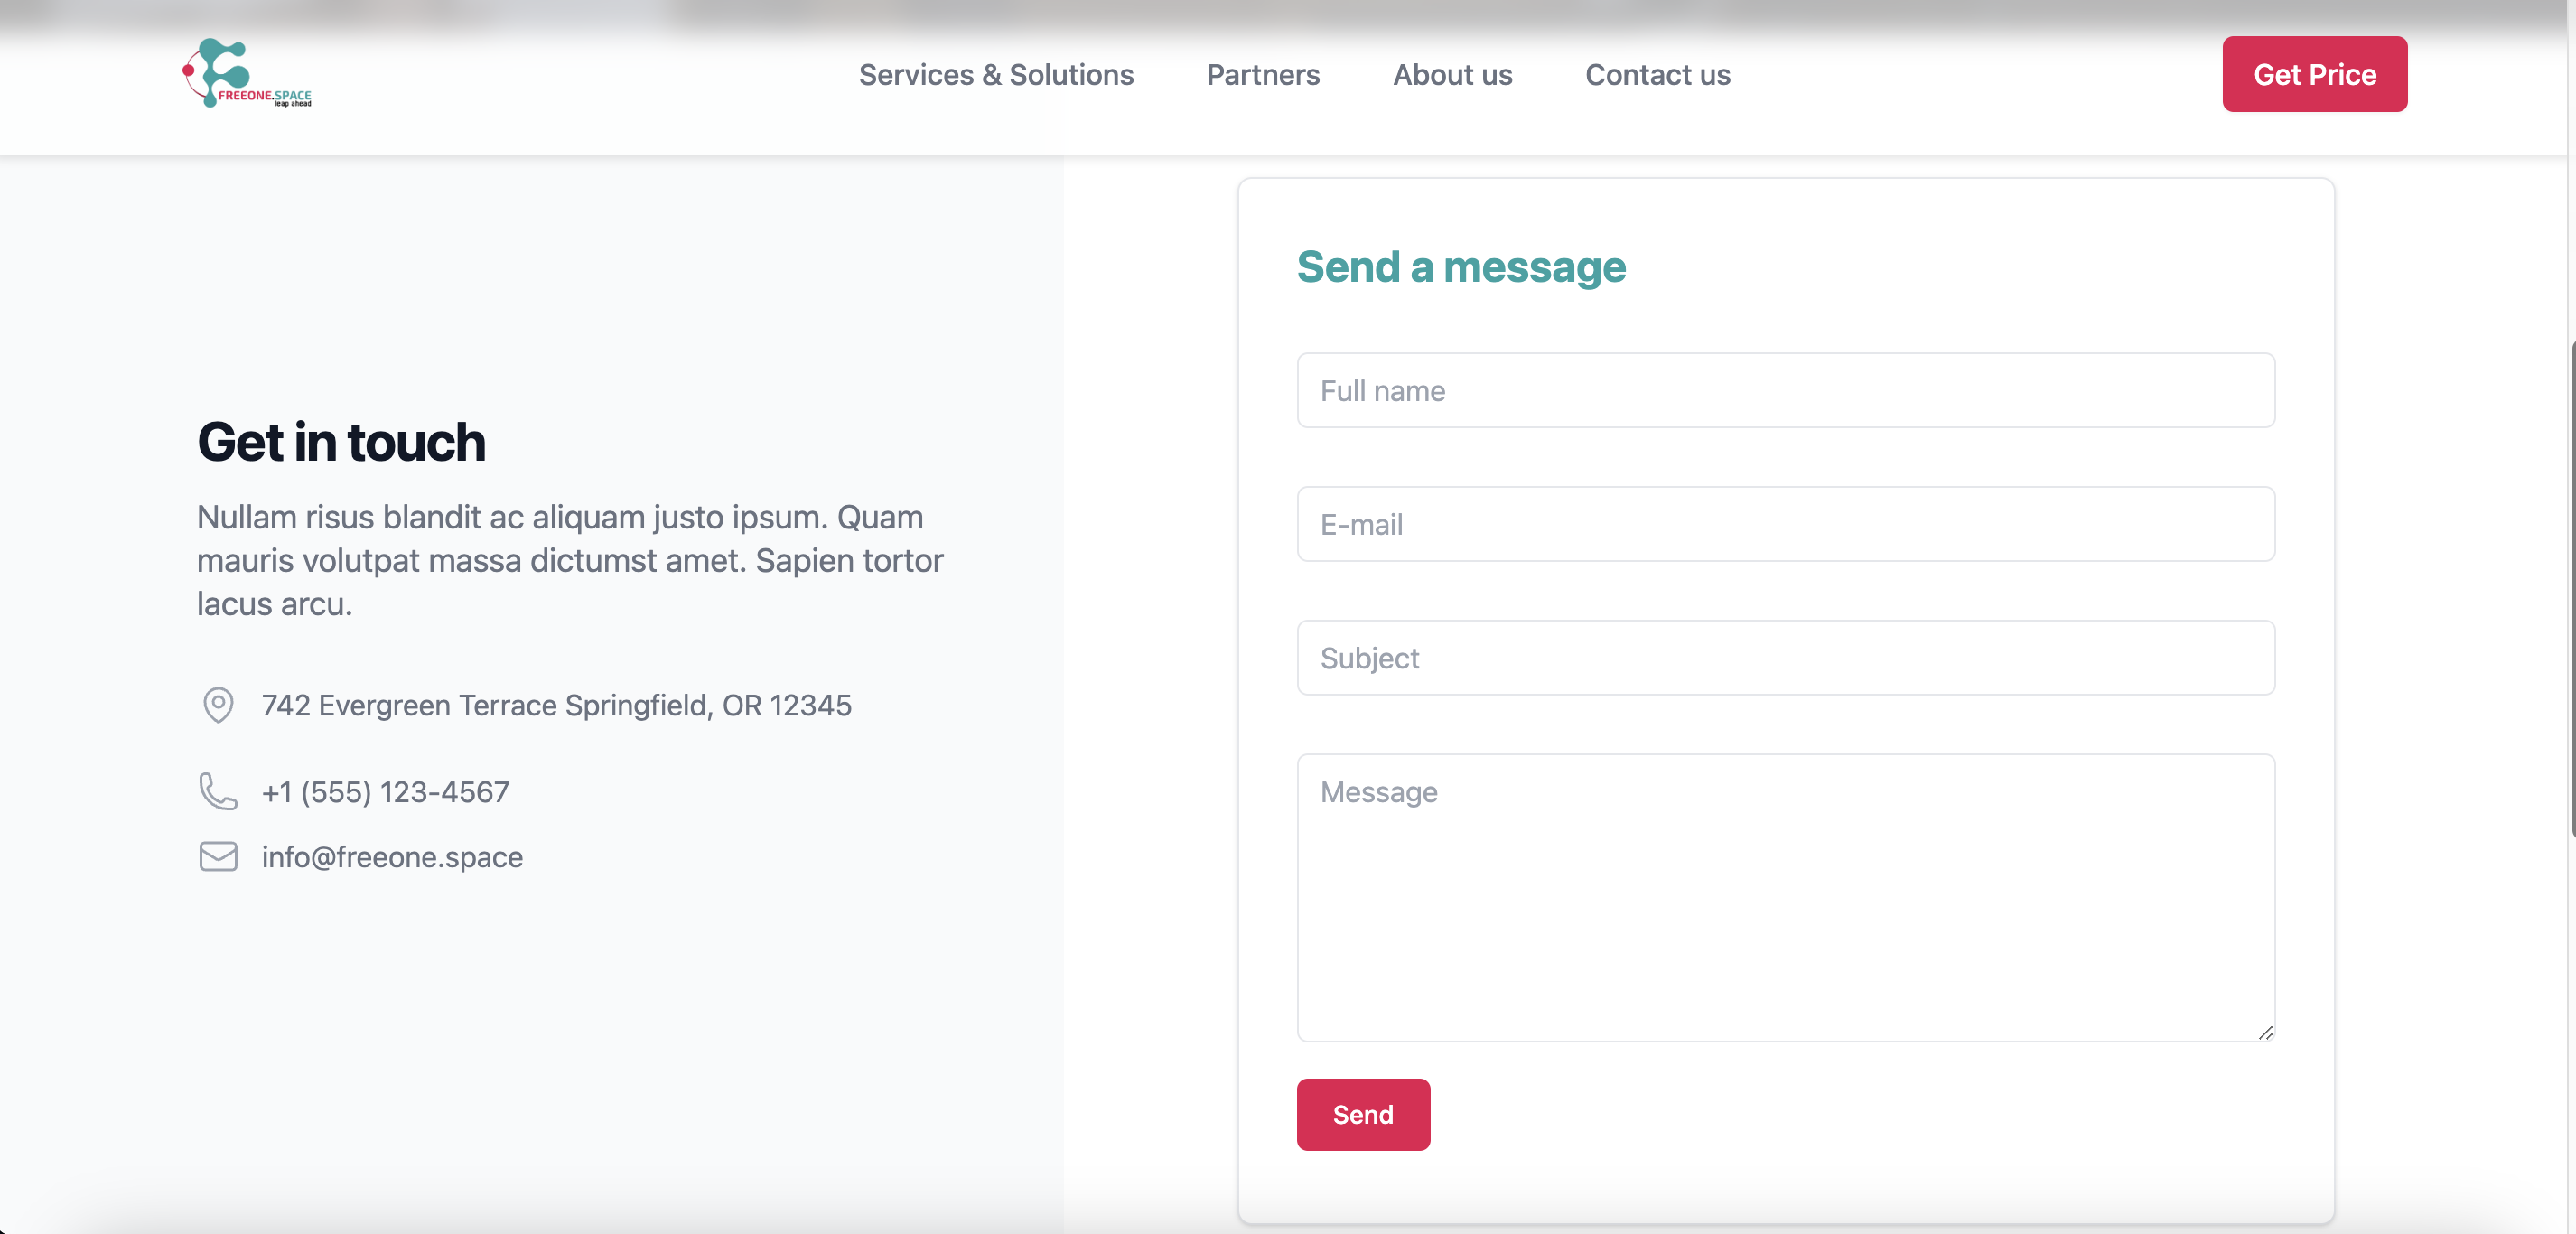 FREEONE.SPACE
leap ahead
Services & Solutions
Partners
About us
Contact us
Get Price
Get in touch
Nullam risus blandit ac aliquam justo ipsum. Quam
mauris volutpat massa dictumst amet. Sapien tortor
lacus arcu.
742 Evergreen Terrace Springfield, OR 12345
+1 (555) 123-4567
info@freeone.space
Send a message
Full name
E-mail
Subject
Message
Send